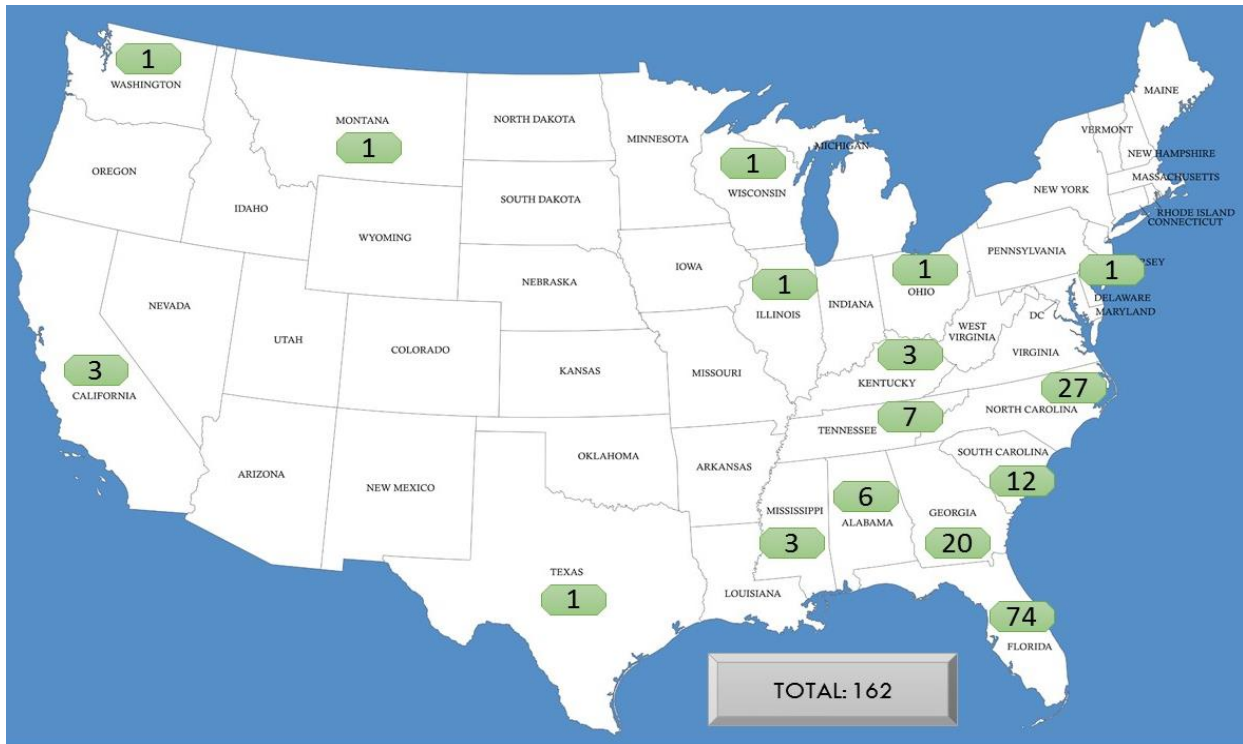 1
WASHINGTON
MONTANA
1
NORTH DAKOTA
MINNESOTA
1
WISCONSIN
MICHIGAN
MAINE
VERMONT
NEW HAMPSHIRE
MASSACHUSETTS
NEW YORK
RHODE ISLAND
CONNECTICUT
OREGON
IDAHO
SOUTH DAKOTA
WYOMING
PENNSYLVANIA
IOWA
NEBRASKA
1
ILLINOIS
INDIANA
1
OHIO
1
DELAWARE
MARYLAND
DC
NEVADA
UTAH
COLORADO
KANSAS
MISSOURI
WEST
VIRGINIA
VIRGINIA
3
KENTUCKY
3
CALIFORNIA
27
NORTH CAROLINA
7
TENNESSEE
ARIZONA
NEW MEXICO
OKLAHOMA
ARKANSAS
SOUTH CAROLINA
12
MISSISSIPPI
3
6
ALABAMA
GEORGIA
20
TEXAS
1
LOUISIANA
74
FLORIDA
TOTAL: 162